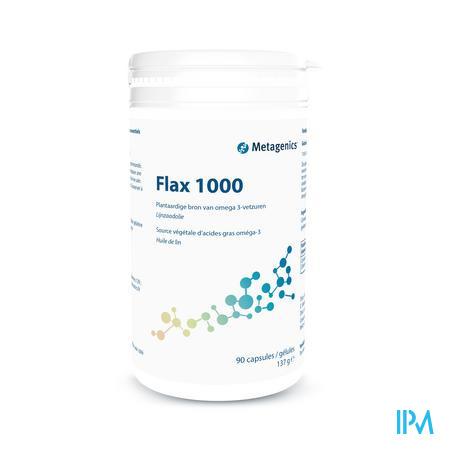 Metagenics
Flax 1000
Plantaardige bron van omega 3-vetzuren
Lijnzaadolie
Source végétale d'acides gras oméga-3
Huile de lin
90 capsules / gélules
137 g e
IPM